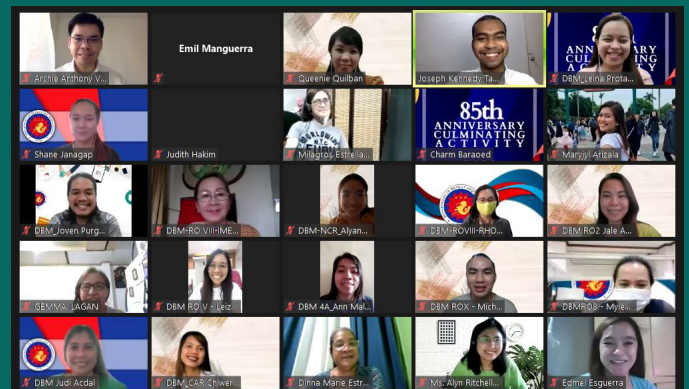 Archie Anthony V...
Emil Manguerra
Queenie Quilban
Joseph Kennedy Ta...
ANNIVERSARY
DBM_Leina Prota...
Shane Janagap
Judith Hakim
Milagros Estrella...
85th
ANNIVERSARY
CULMINATING
ACTIVITY
Charm Baraoed
Maryjyl Arizala
DBM_Joven Purg...
DBM-RO VIII-IME...
DBM-NCR_Alyan...
DBM-ROVIII-RHO...
DBM RO2 Jale A...
GEMMA_LAGAN
DBM RO V - Leiz...
DBM 4A_Ann Mal...
DBM ROX - Mich...
DBMRO8 - Myle...
DBM Judi Acdal
DBM_CAR Chiwer...
Dinna Marie Estr...
Ms. Alyn Ritchell...
Edmel Esguerra